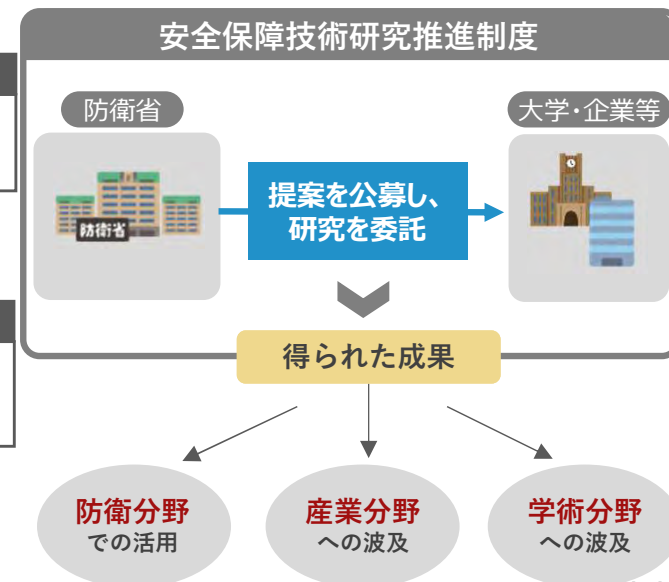 安全保障技術研究推進制度
防衛省
大学・企業等
防衛省
提案を公募し、
研究を委託
得られた成果
防衛分野
での活用
産業分野
への波及
学術分野
への波及